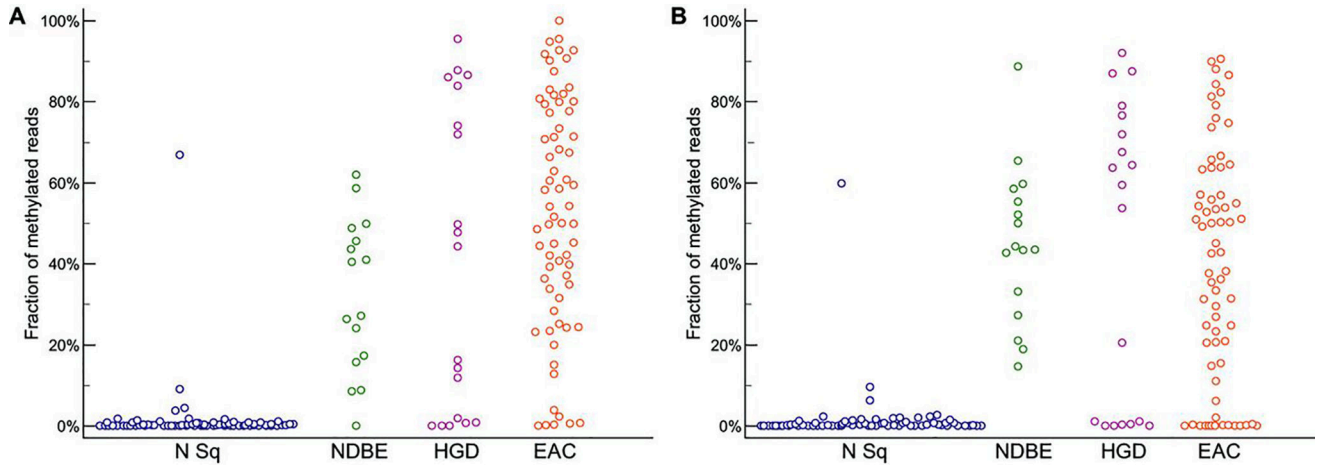 A
Fraction of methylated reads
100%
80%
60%
40%
20%
0%
N Sq NDBE HGD EAC
B
Fraction of methylated reads
100%
80%
60%
40%
20%
0%
N Sq NDBE HGD EAC